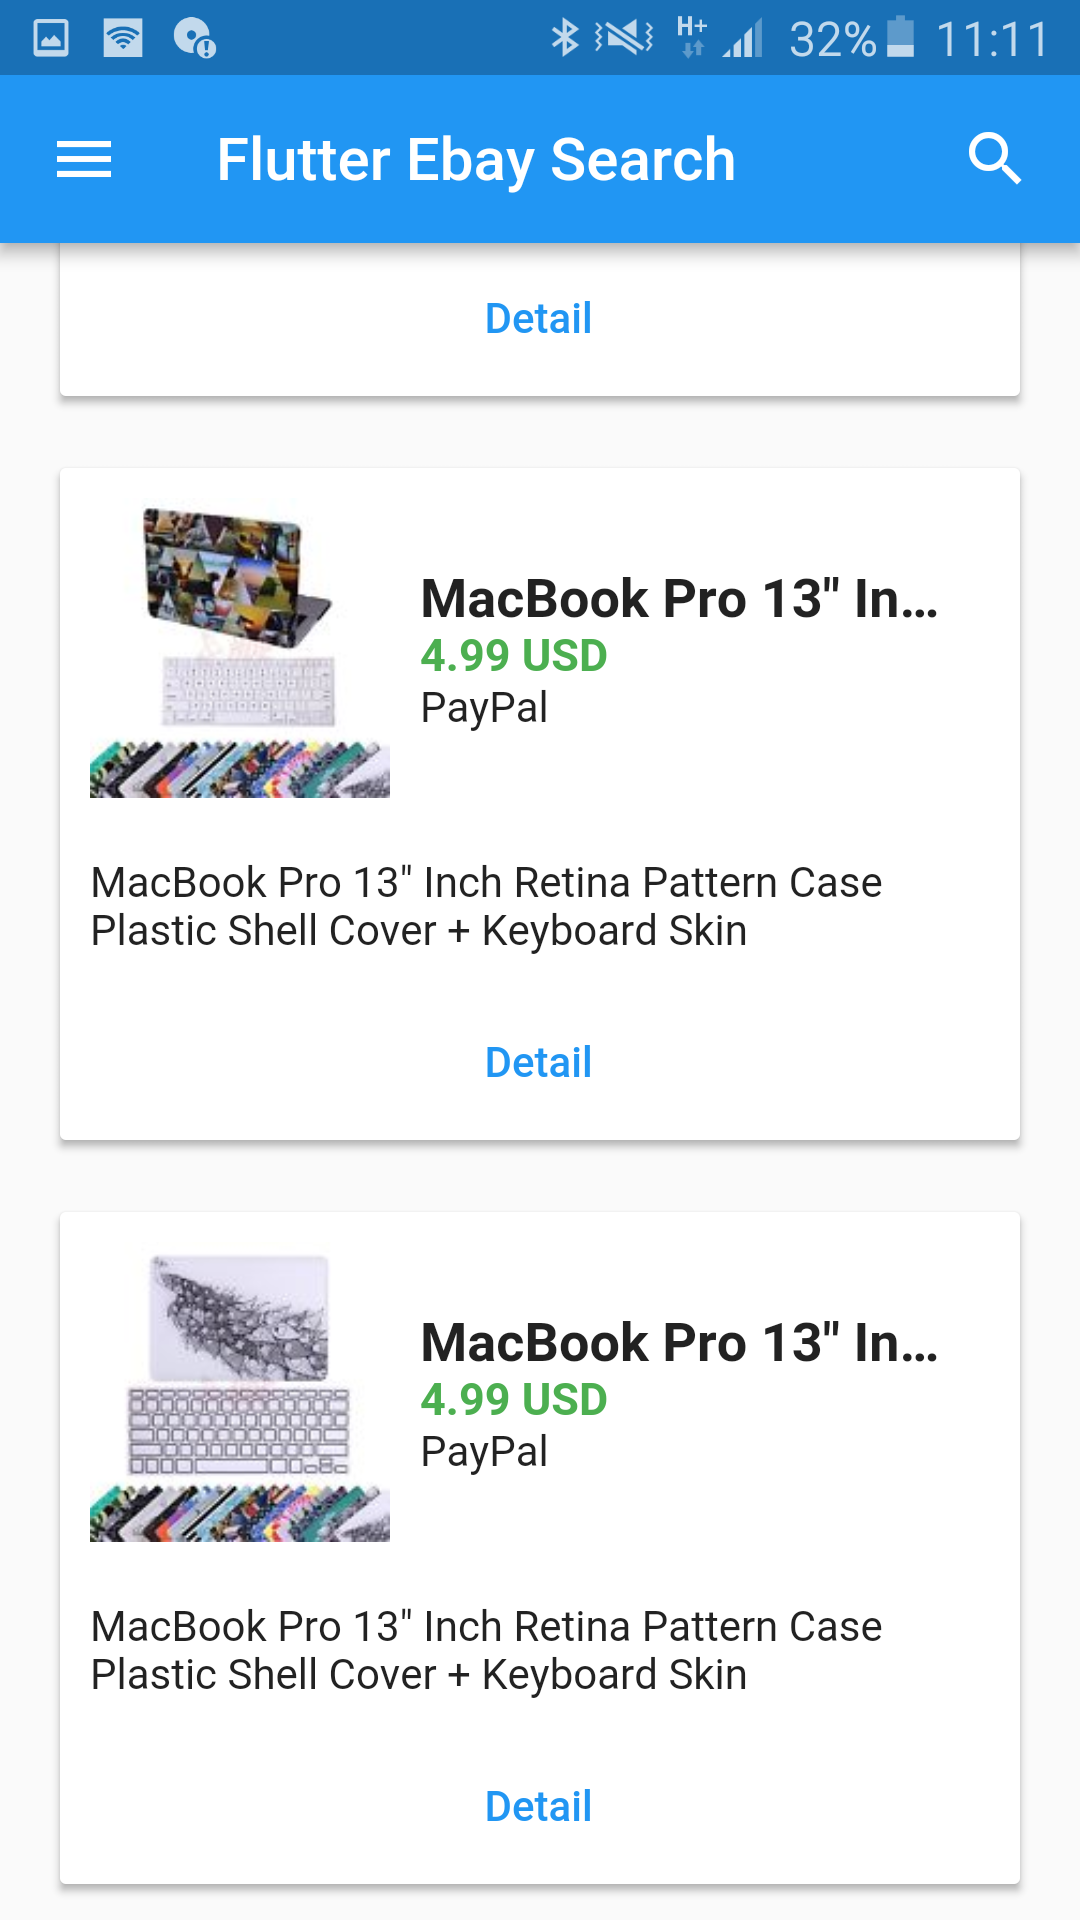 H+ 32% 11:11
Flutter Ebay Search
Detail
MacBook Pro 13" In...
4.99 USD
PayPal
MacBook Pro 13" Inch Retina Pattern Case
Plastic Shell Cover + Keyboard Skin
Detail
MacBook Pro 13" In...
4.99 USD
PayPal
MacBook Pro 13" Inch Retina Pattern Case
Plastic Shell Cover + Keyboard Skin
Detail